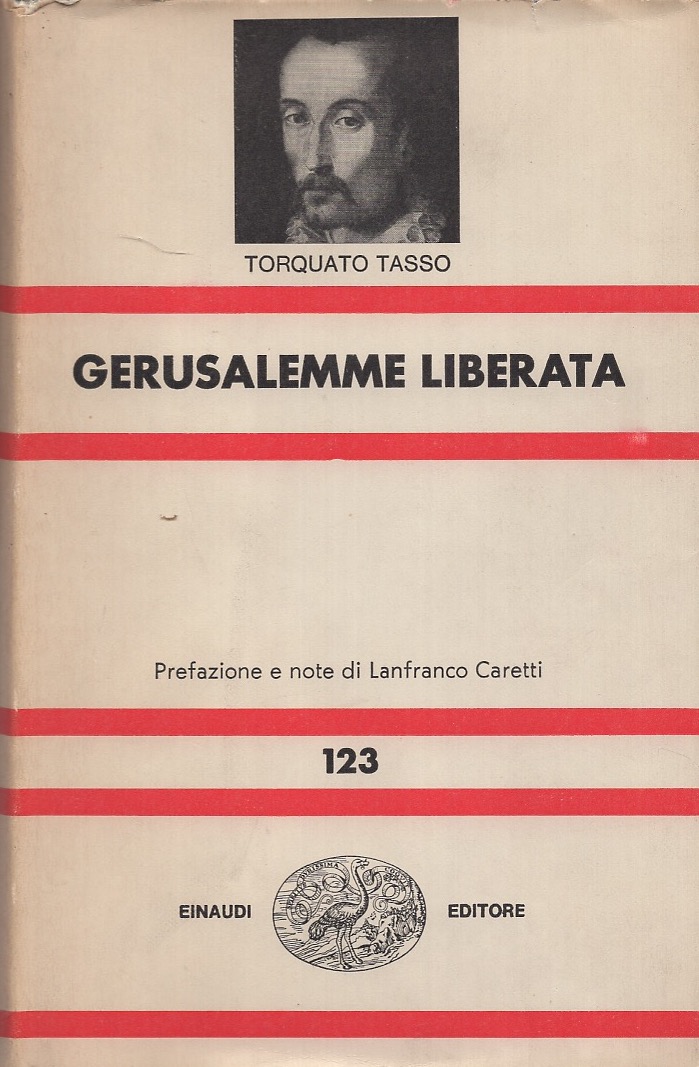 TORQUATO TASSO
GERUSALEMME LIBERATA
Prefazione e note di Lanfranco Caretti
123
EINAUDI
EDITORE